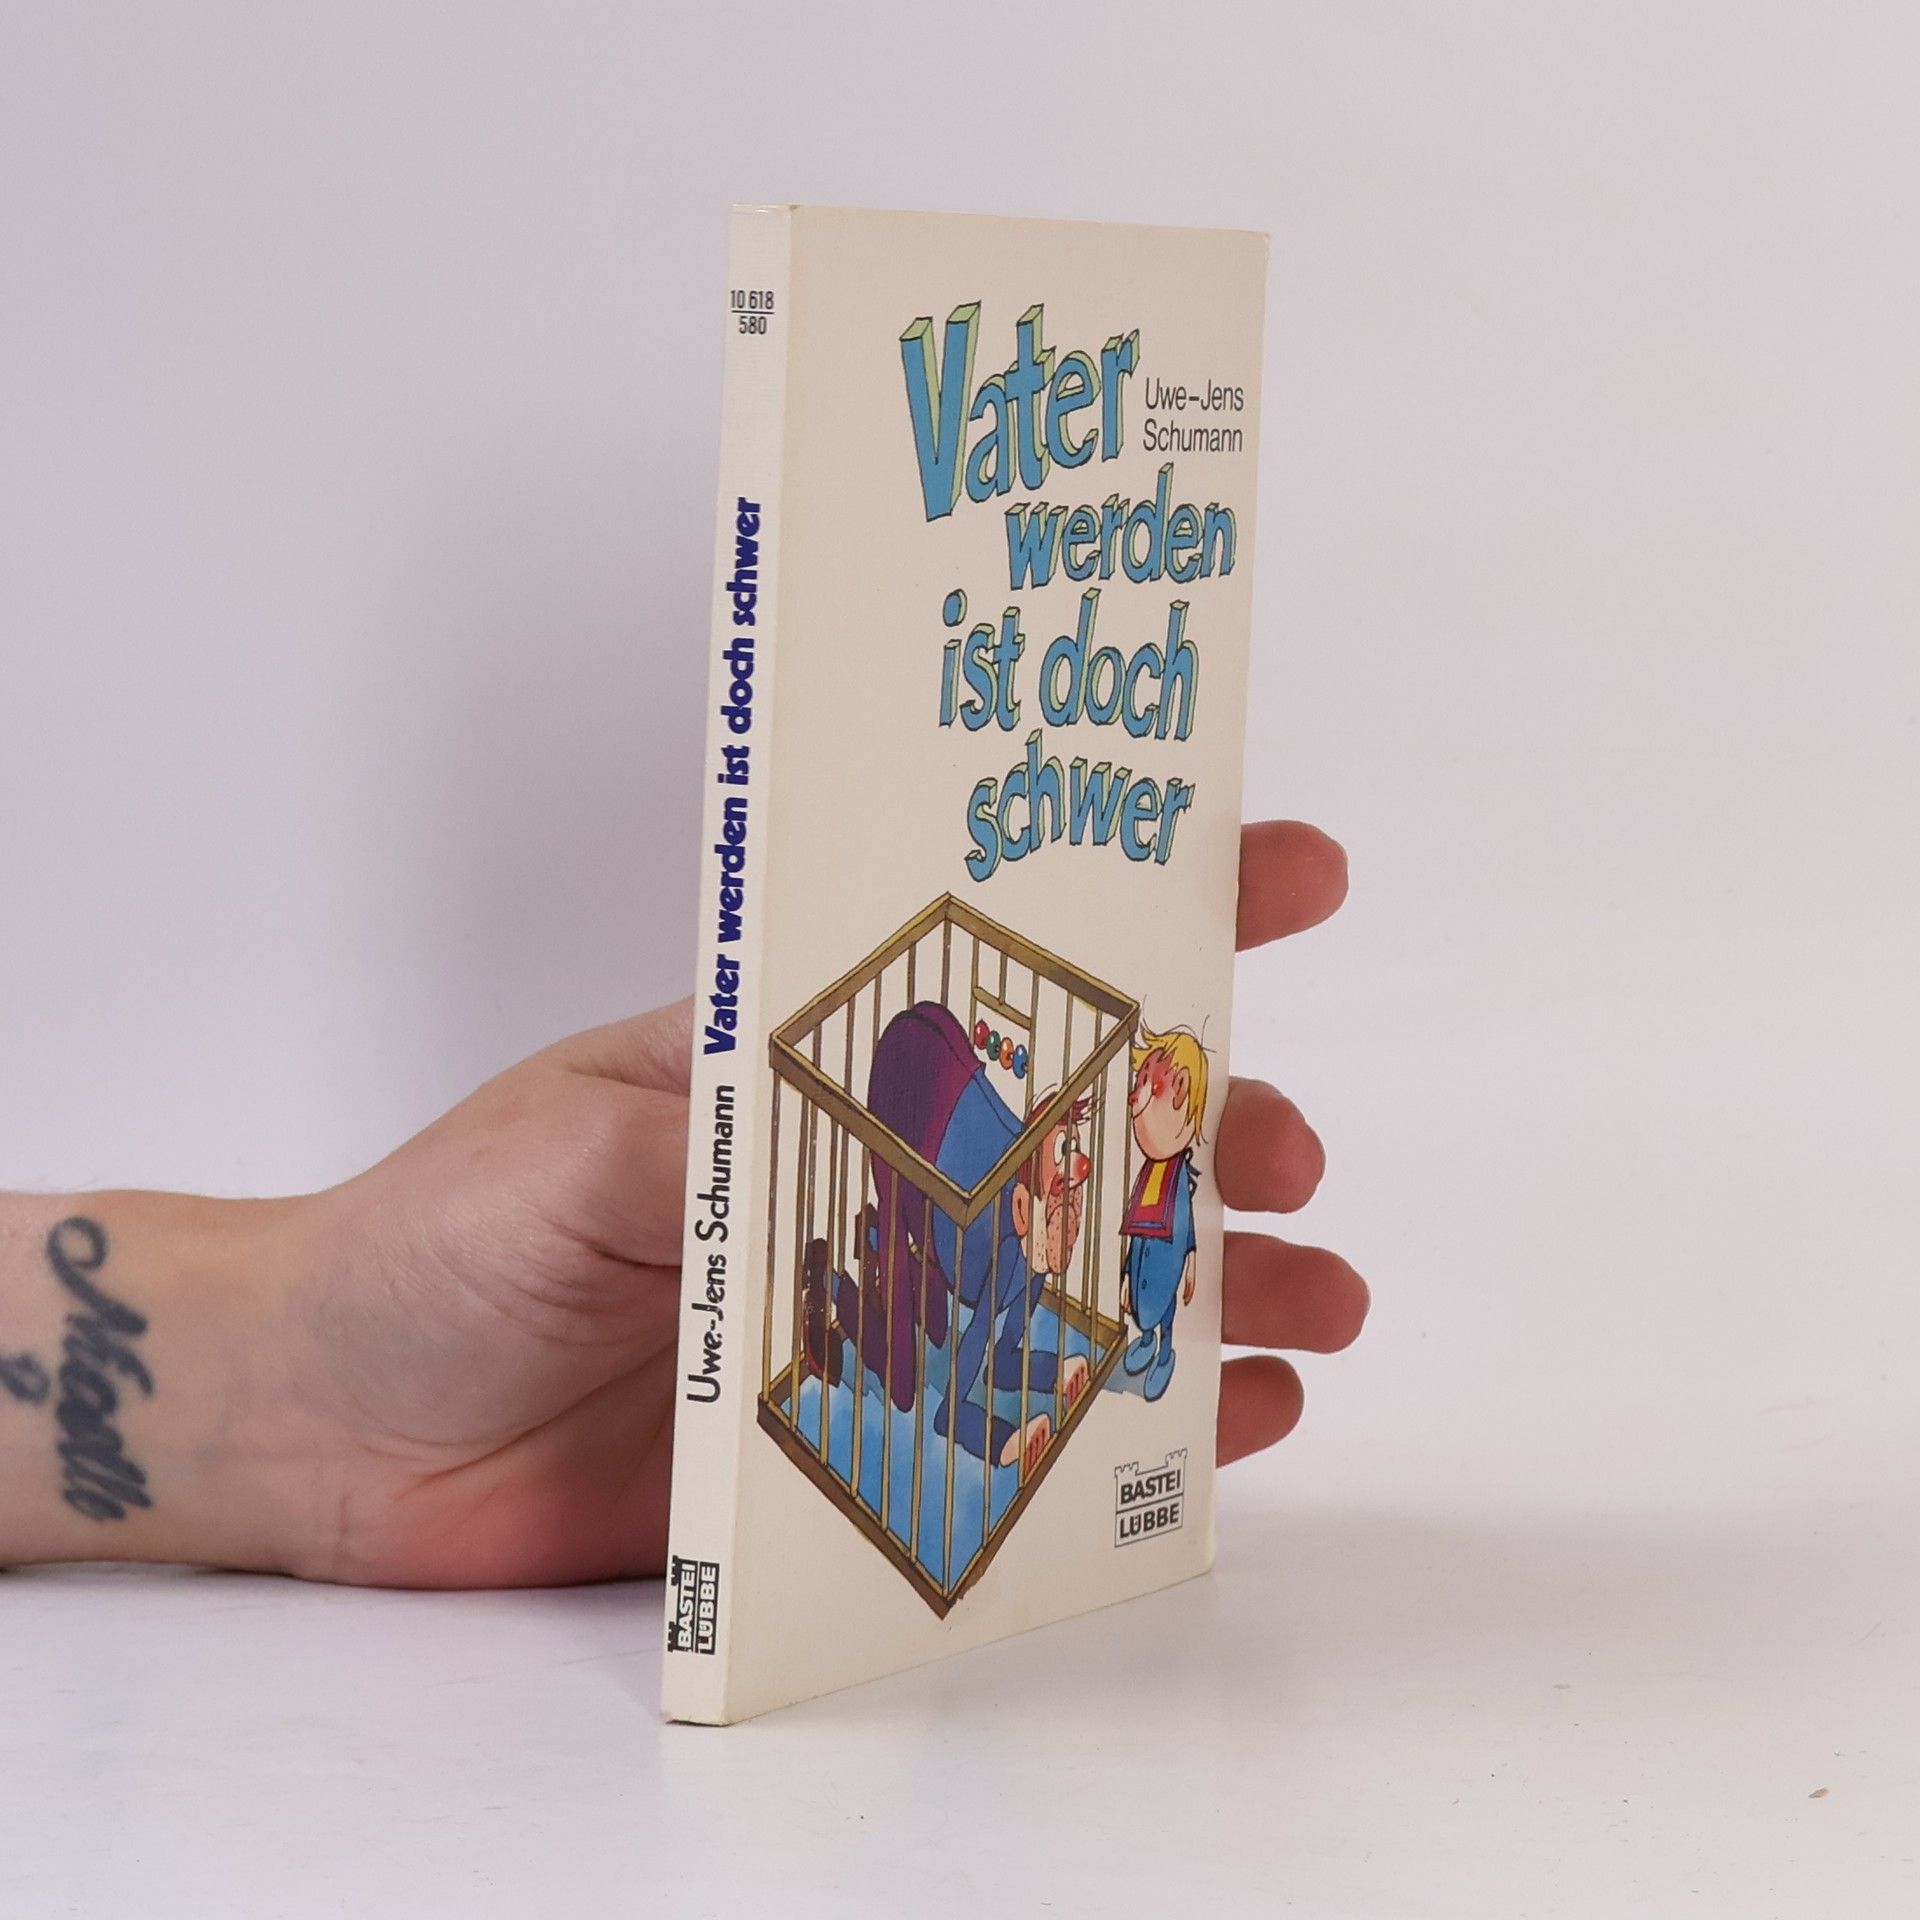 10 618
580
Uwe-Jens Schumann Vater werden ist doch schwer
BASTEI
LÜBBE
Vater
Uwe-Jens
Schumann
werden
ist doch
schwer
BASTEI
LÜBBE